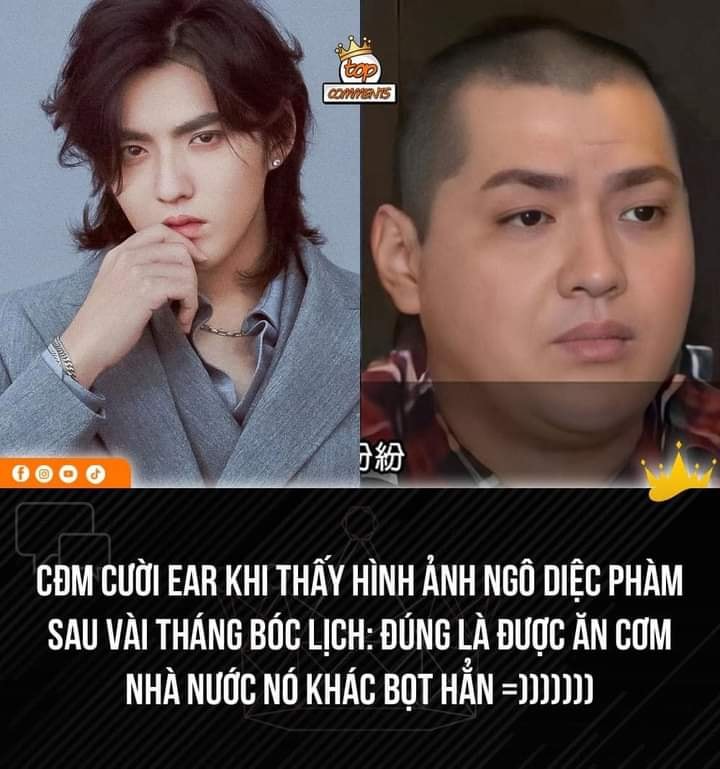 top
COMMENTS
紛
CĐM CƯỜI EAR KHI THẤY HÌNH ẢNH NGÔ DIỆC PHÀM
SAU VÀI THÁNG BÓC LỊCH: ĐÚNG LÀ ĐƯỢC ĂN CƠM
NHÀ NƯỚC NÓ KHÁC BỌT HẲN =)))))))